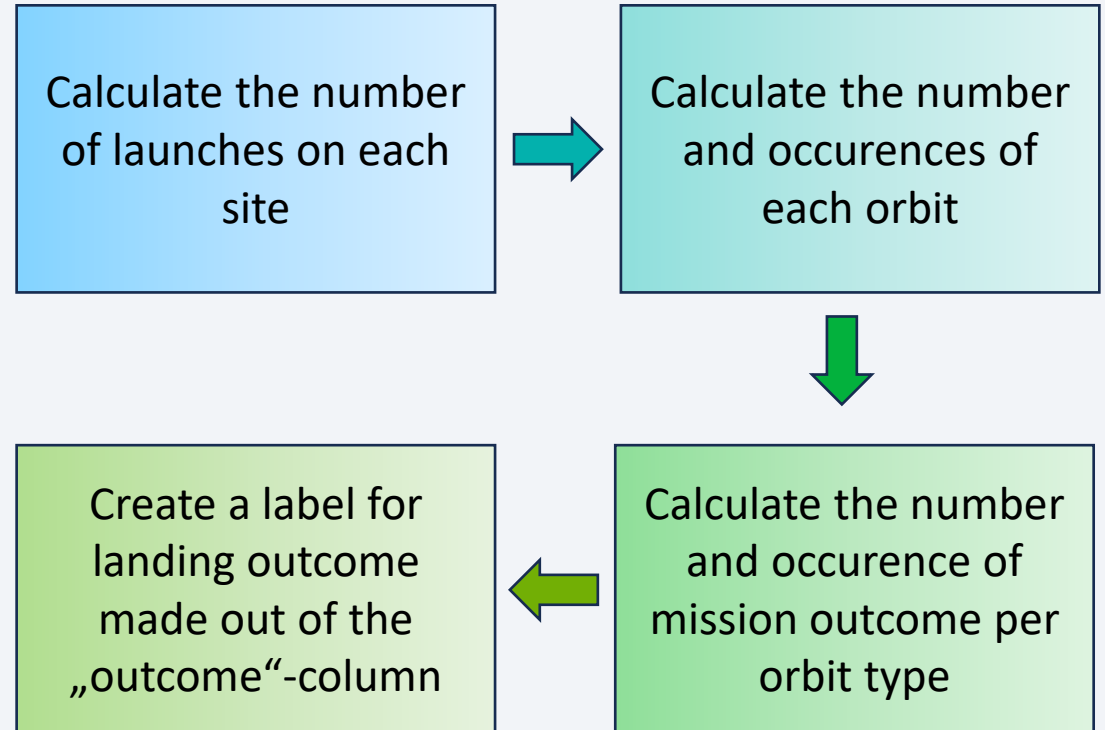 Calculate the number
of launches on each
site
Calculate the number
and occurences of
each orbit
Calculate the number
and occurence of
mission outcome per
orbit type
Create a label for
landing outcome
made out of the
„outcome“-column